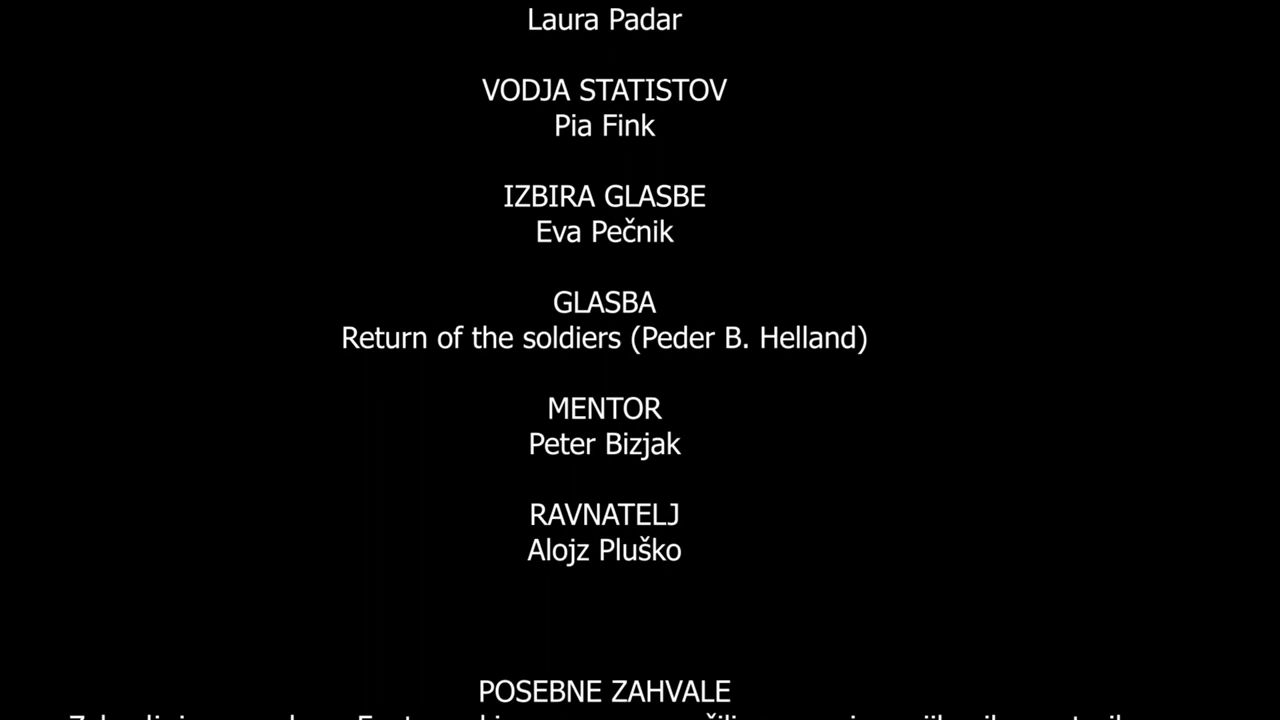 Laura Padar
VODJA STATISTOV
Pia Fink
IZBIRA GLASBE
Eva Pečnik
GLASBA
Return of the soldiers (Peder B. Helland)
MENTOR
Peter Bizjak
RAVNATELJ
Alojz Pluško
POSEBNE ZAHVALE